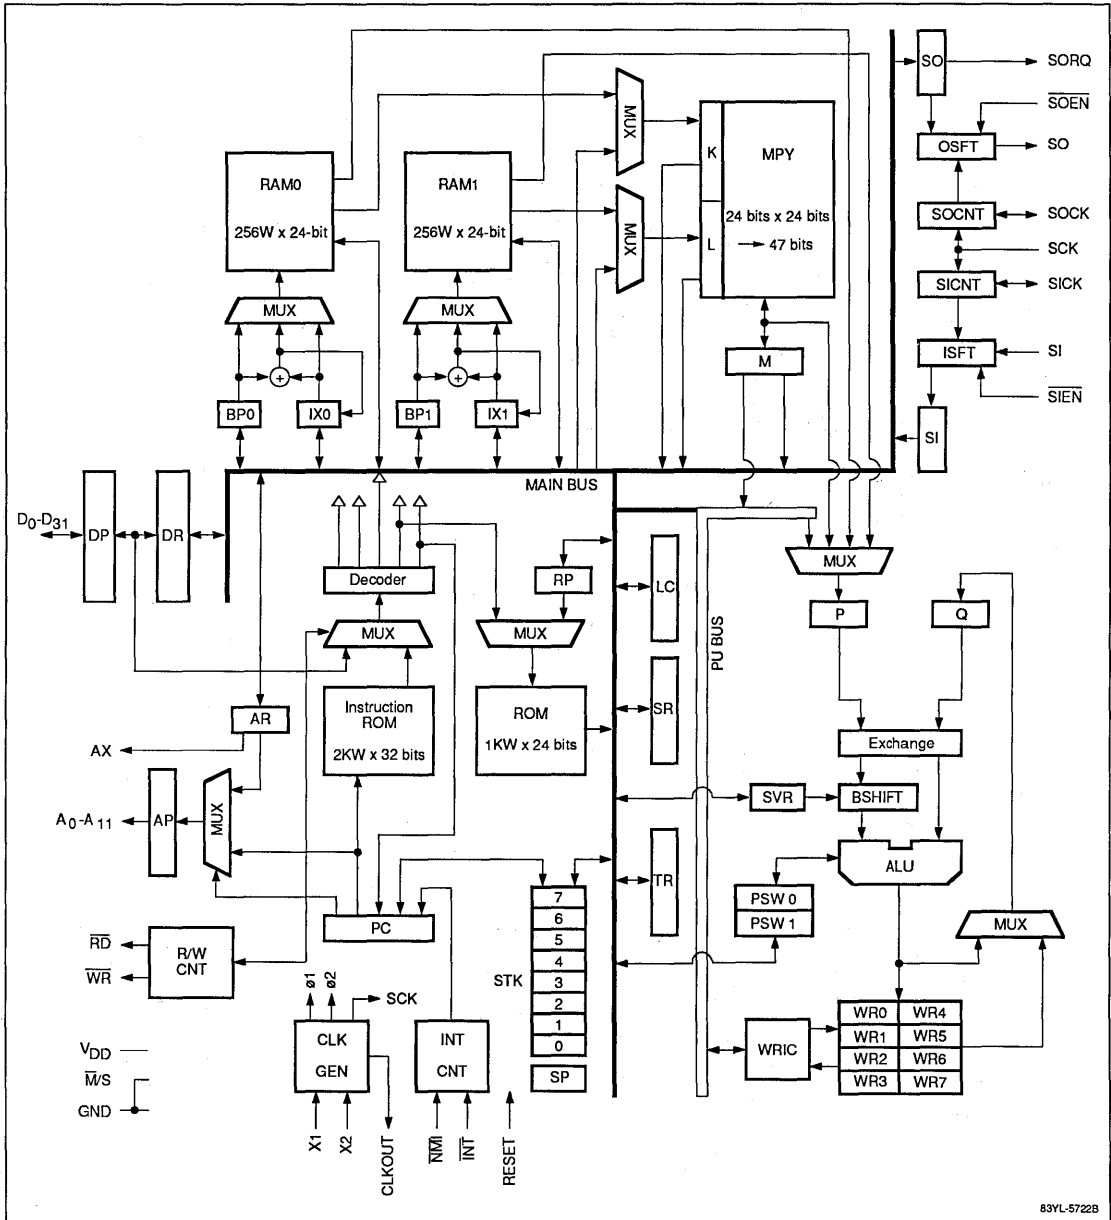 SO
SORQ
SOEN
OSFT
SO
SOCNT
SOCK
SCK
SICNT
SICK
ISFT
SI
SIEN
SI
RAM0
256W x 24-bit
RAM1
256W x 24-bit
MUX
MUX
K
L
MPY
24 bits x 24 bits
→ 47 bits
M
MUX
MUX
+
+
BP0
IX0
BP1
IX1
MAIN BUS
D0-D31
DP
DR
Decoder
MUX
RP
MUX
LC
PU BUS
MUX
P
Q
Instruction
ROM
2KW x 32 bits
ROM
1KW x 24 bits
SR
Exchange
AR
AX
A0-A11
AP
MUX
SVR
BSHIFT
ALU
TR
PSW 0
PSW 1
MUX
PC
STK
7
6
5
4
3
2
1
0
SP
RD
WR
R/W
CNT
ø1
ø2
SCK
CLK
GEN
INT
CNT
VDD
M/S
GND
X1
X2
CLKOUT
NMI
INT
RESET
WRIC
WR0
WR4
WR1
WR5
WR2
WR6
WR3
WR7
83YL-5722B